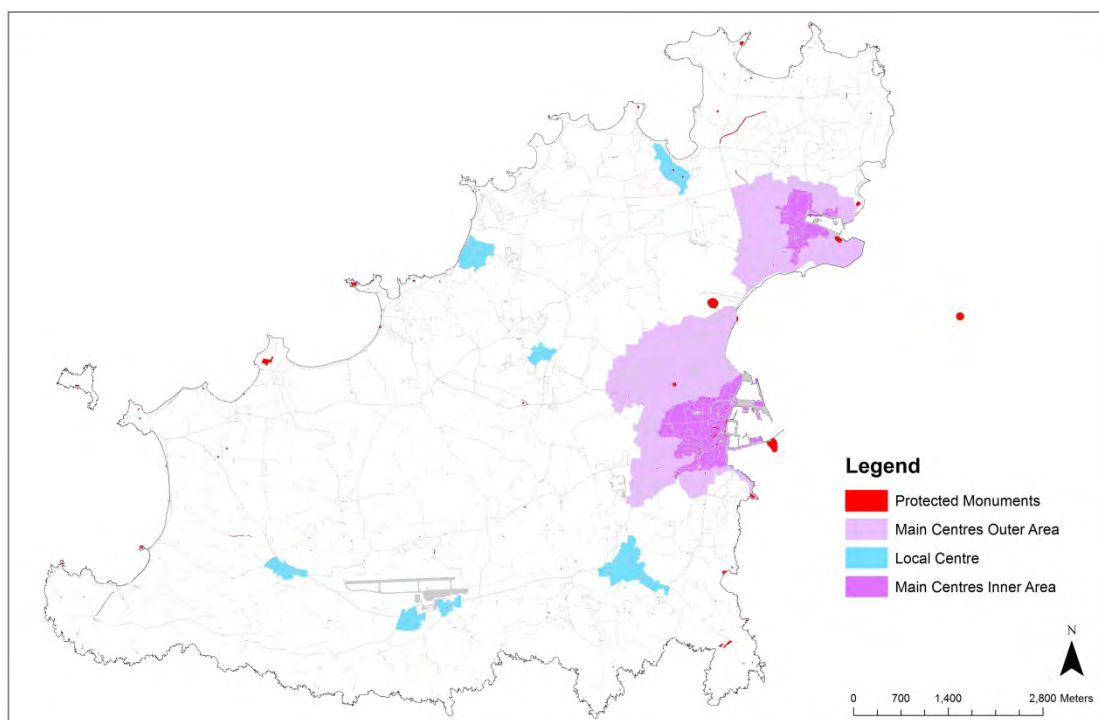 Legend
Protected Monuments
Main Centres Outer Area
Local Centre
Main Centres Inner Area
N
0 700 1,400 2,800 Meters